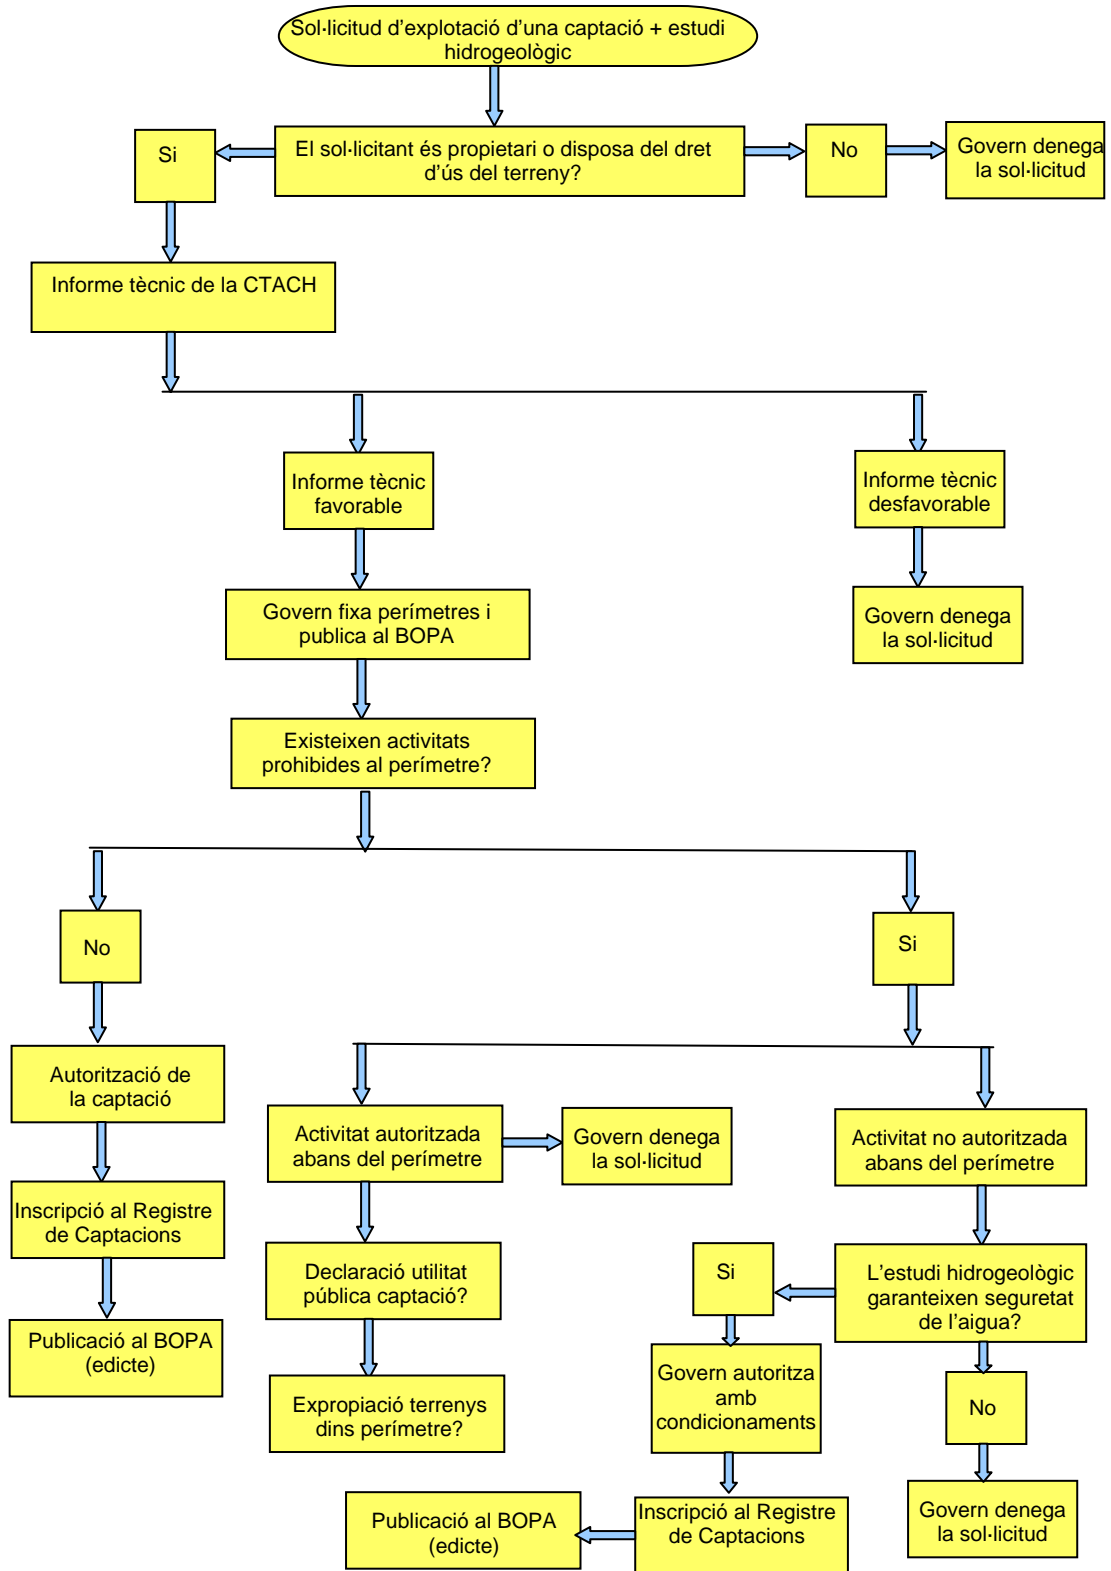 Sol·licitud d'explotació d'una captació + estudi
hidrogeològic
Si
El sol·licitant és propietari o disposa del dret
d'ús del terreny?
No
Govern denega
la sol·licitud
Informe tècnic de la CTACH
Informe tècnic
favorable
Informe tècnic
desfavorable
Govern fixa perímetres i
publica al BOPA
Govern denega
la sol·licitud
Existeixen activitats
prohibides al perímetre?
No
Si
Autorització de
la captació
Activitat autoritzada
abans del perímetre
Govern denega
la sol·licitud
Activitat no autoritzada
abans del perímetre
Inscripció al Registre
de Captacions
Declaració utilitat
pública captació?
Si
L'estudi hidrogeològic
garanteixen seguretat
de l'aigua?
Publicació al BOPA
(edicte)
Expropiació terrenys
dins perímetre?
Govern autoritza
amb
condicionaments
No
Publicació al BOPA
(edicte)
Inscripció al Registre
de Captacions
Govern denega
la sol·licitud